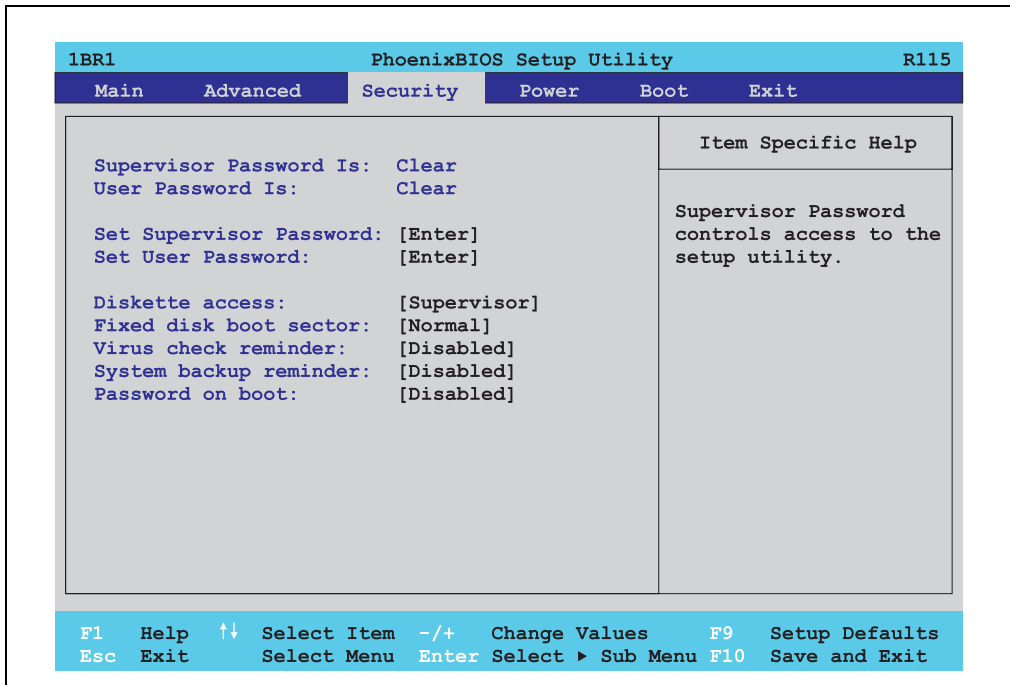 1BR1 PhoenixBIOS Setup Utility R115
Main Advanced Security Power Boot Exit
Supervisor Password Is: Clear
User Password Is: Clear
Set Supervisor Password: [Enter]
Set User Password: [Enter]
Diskette access: [Supervisor]
Fixed disk boot sector: [Normal]
Virus check reminder: [Disabled]
System backup reminder: [Disabled]
Password on boot: [Disabled]
Item Specific Help
Supervisor Password
controls access to the
setup utility.
F1 Help ↑↓ Select Item -/+ Change Values F9 Setup Defaults
Esc Exit Select Menu Enter Select ▶ Sub Menu F10 Save and Exit